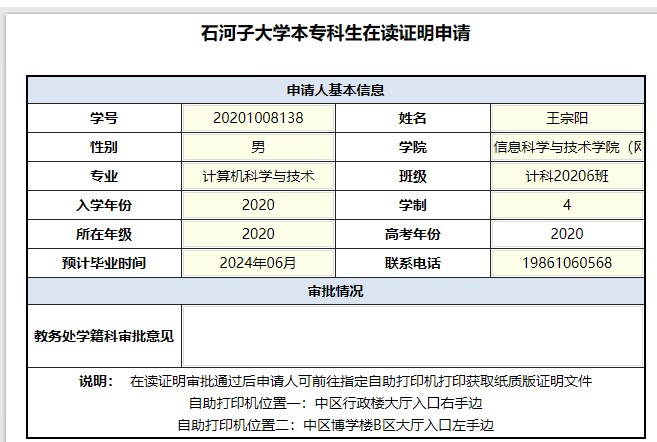 石河子大学本专科生在读证明申请
申请人基本信息
学号 20201008138 姓名 王宗阳
性别 男 学院 信息科学与技术学院（网
专业 计算机科学与技术 班级 计科20206班
入学年份 2020 学制 4
所在年级 2020 高考年份 2020
预计毕业时间 2024年06月 联系电话 19861060568
审批情况
教务处学籍科审批意见
说明： 在读证明审批通过后申请人可前往指定自助打印机打印获取纸质版证明文件
自助打印机位置一：中区行政楼大厅入口右手边
自助打印机位置二：中区博学楼B区大厅入口左手边